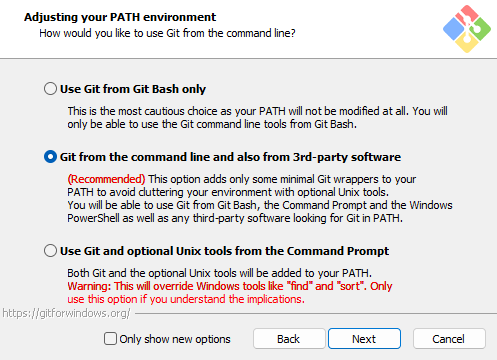 Adjusting your PATH environment
How would you like to use Git from the command line?
Use Git from Git Bash only
This is the most cautious choice as your PATH will not be modified at all. You will
only be able to use the Git command line tools from Git Bash.
Git from the command line and also from 3rd-party software
(Recommended) This option adds only some minimal Git wrappers to your
PATH to avoid cluttering your environment with optional Unix tools.
You will be able to use Git from Git Bash, the Command Prompt and the Windows
PowerShell as well as any third-party software looking for Git in PATH.
Use Git and optional Unix tools from the Command Prompt
Both Git and the optional Unix tools will be added to your PATH.
Warning: This will override Windows tools like "find" and "sort". Only
use this option if you understand the implications.
https://gitforwindows.org/
Only show new options
Back
Next
Cancel